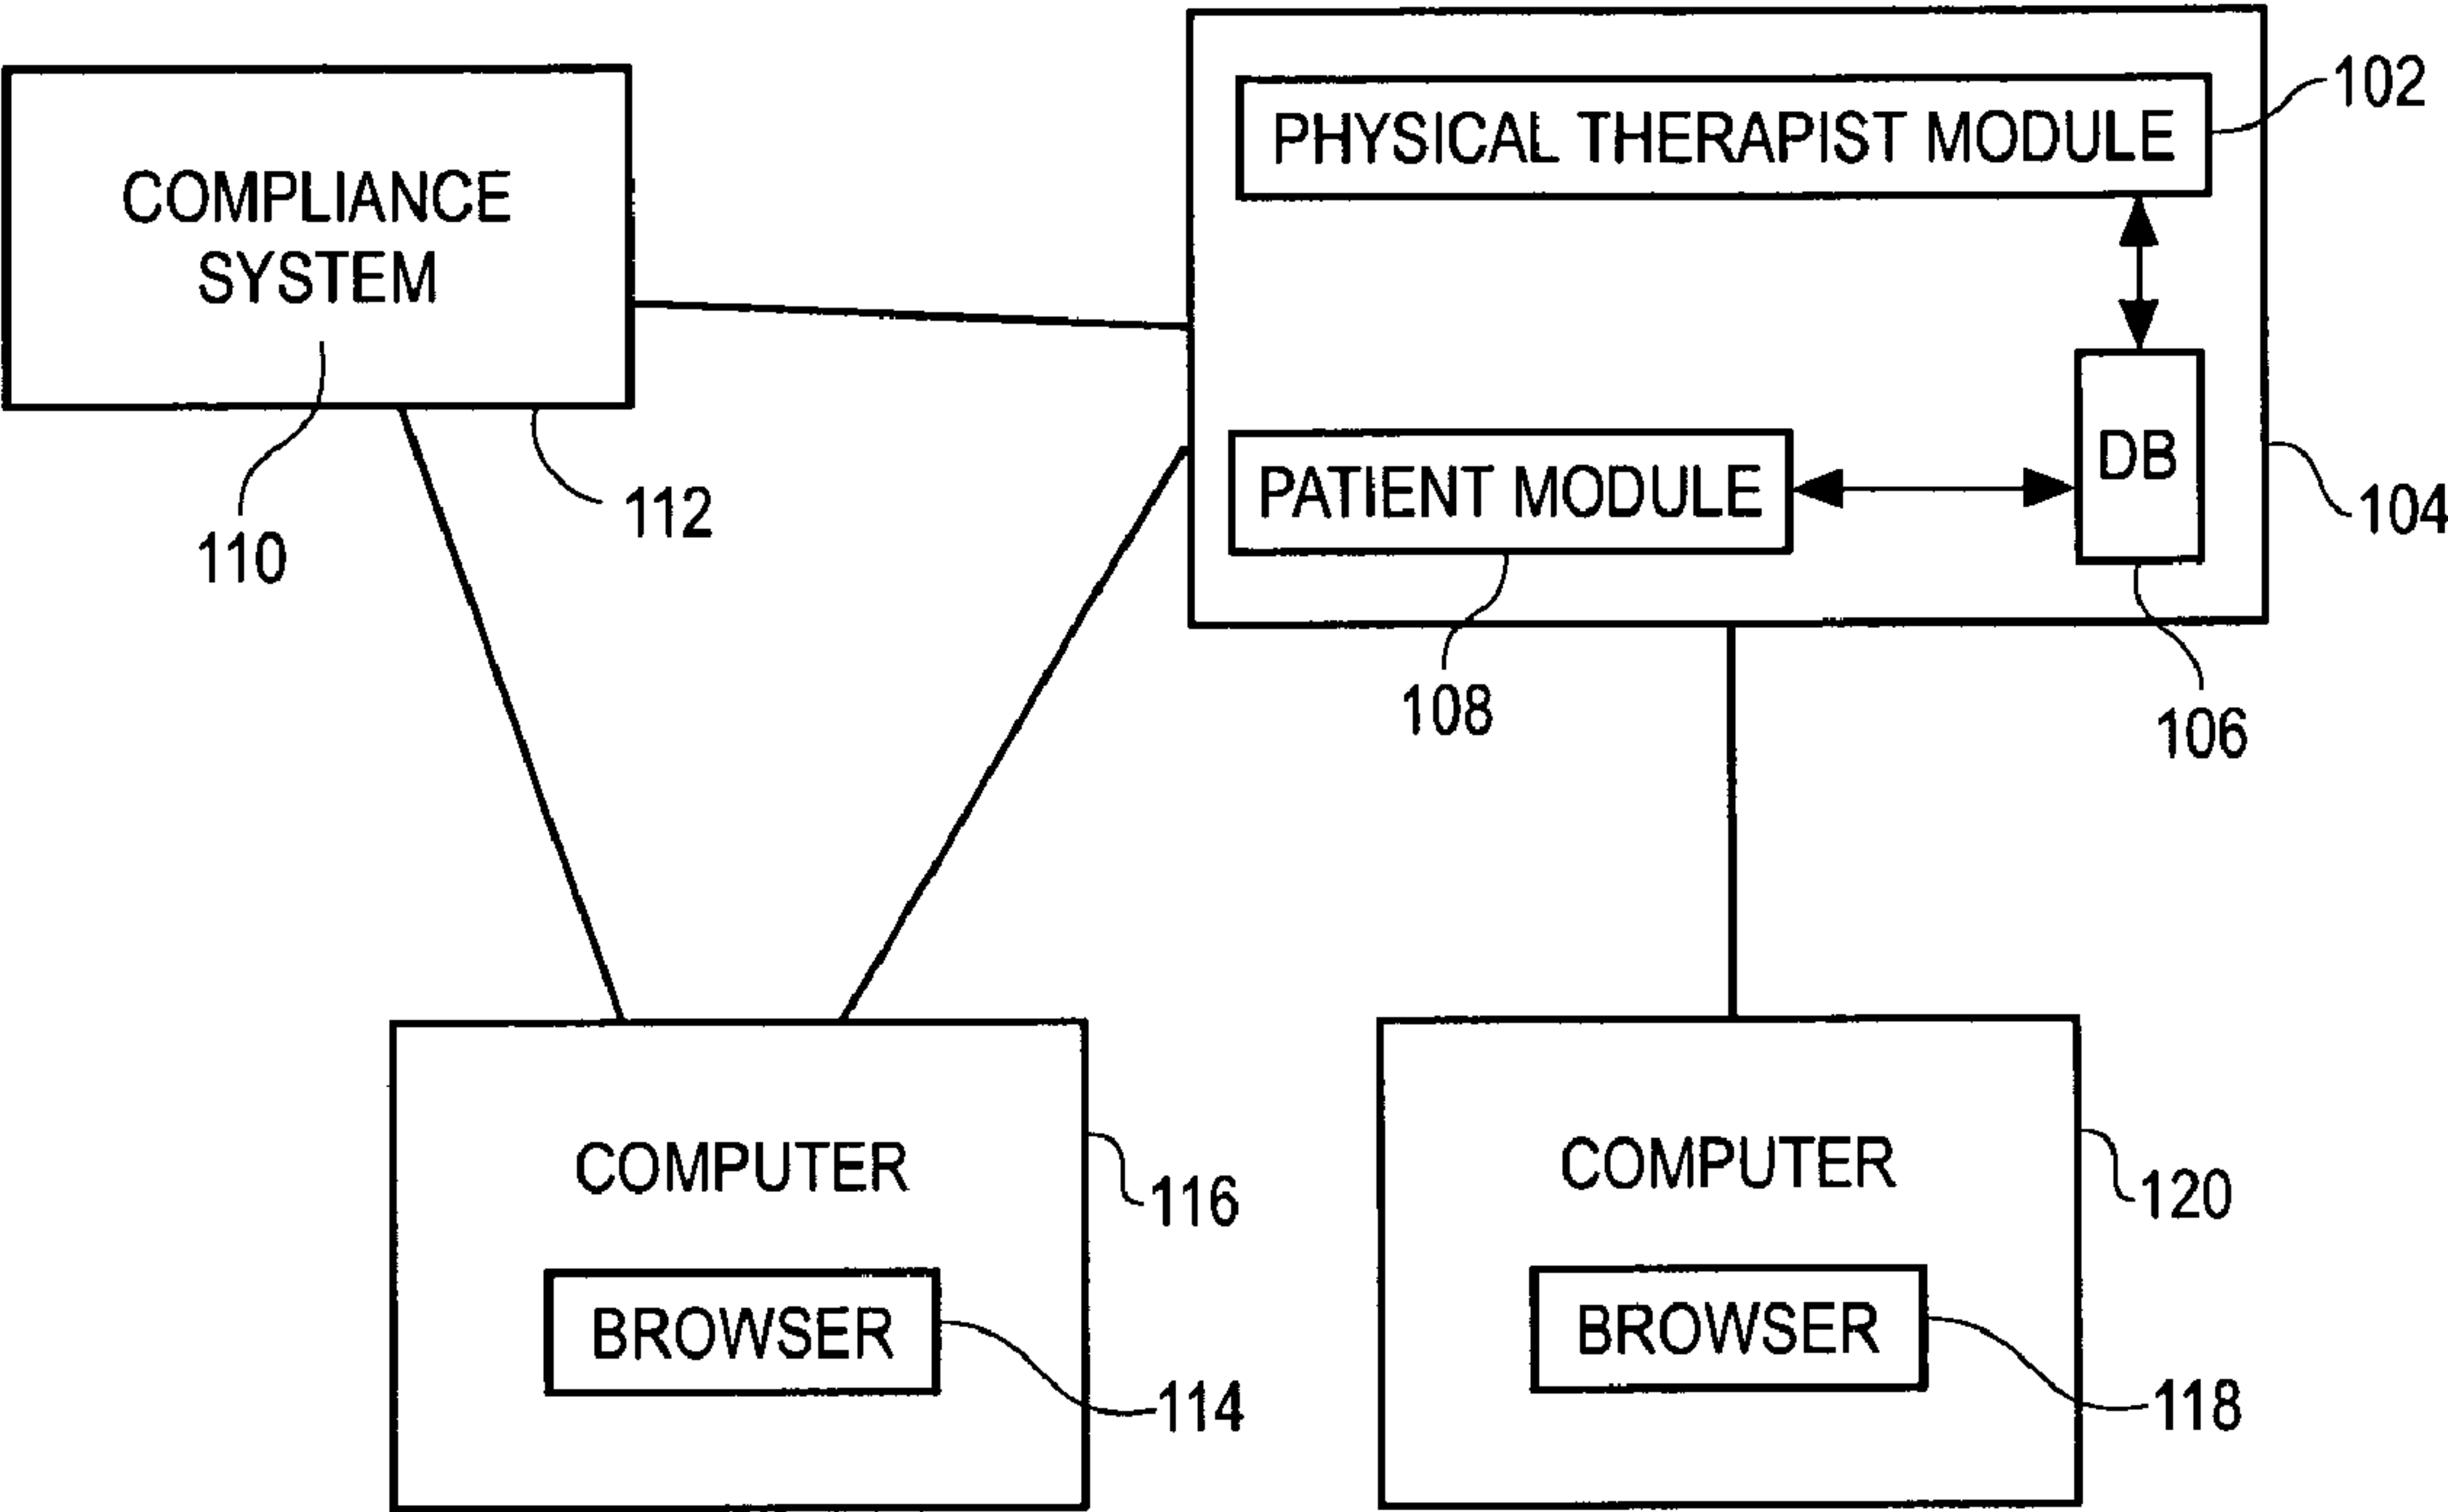 COMPLIANCE
SYSTEM
110
112
PHYSICAL THERAPIST MODULE
102
PATIENT MODULE
DB
104
108
106
COMPUTER
116
BROWSER
114
COMPUTER
120
BROWSER
118